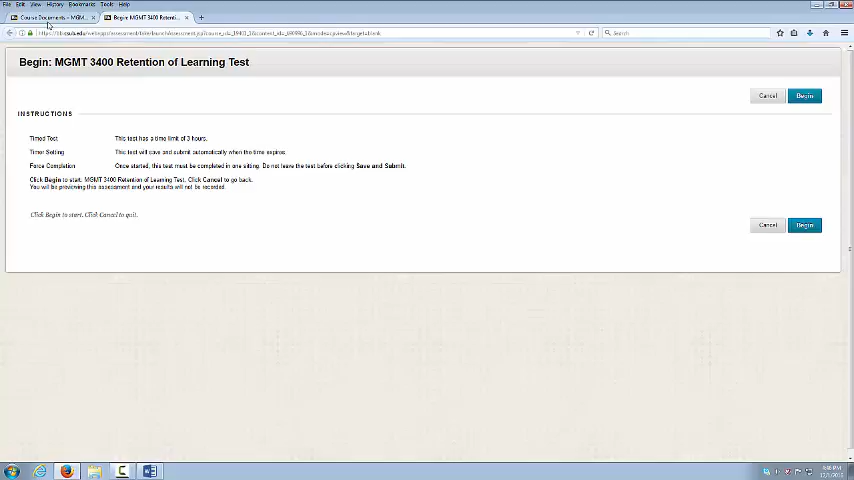 File Edit View History Bookmarks Tools Help
Course Documents – MGM... × Begin: MGMT 3400 Retenti... × +
Search
Begin: MGMT 3400 Retention of Learning Test
Cancel Begin
INSTRUCTIONS
Timed Test This test has a time limit of 3 hours.
Timer Setting This test will save and submit automatically when the time expires.
Force Completion Once started, this test must be completed in one sitting. Do not leave the test before clicking Save and Submit.
Click Begin to start: MGMT 3400 Retention of Learning Test. Click Cancel to go back.
You will be previewing this assessment and your results will not be recorded.
Click Begin to start. Click Cancel to quit.
Cancel Begin